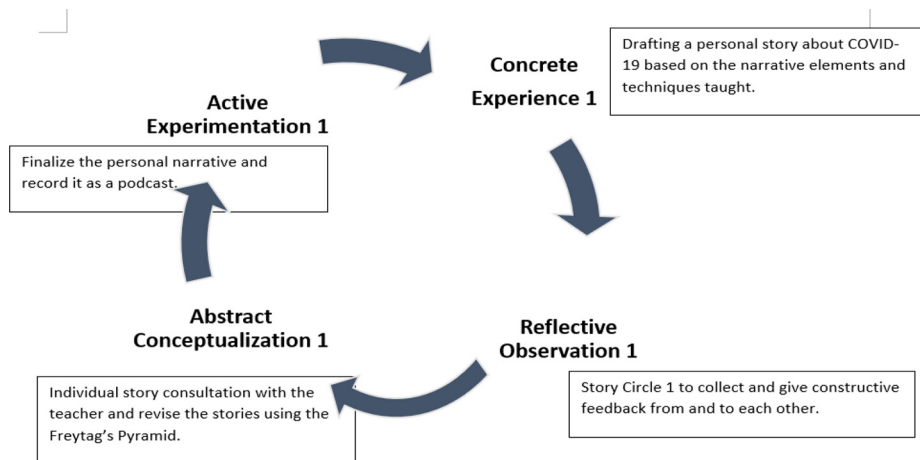 Concrete
Experience 1
Drafting a personal story about COVID-
19 based on the narrative elements and
techniques taught.
Reflective
Observation 1
Story Circle 1 to collect and give constructive
feedback from and to each other.
Abstract
Conceptualization 1
Individual story consultation with the
teacher and revise the stories using the
Freytag’s Pyramid.
Active
Experimentation 1
Finalize the personal narrative and
record it as a podcast.